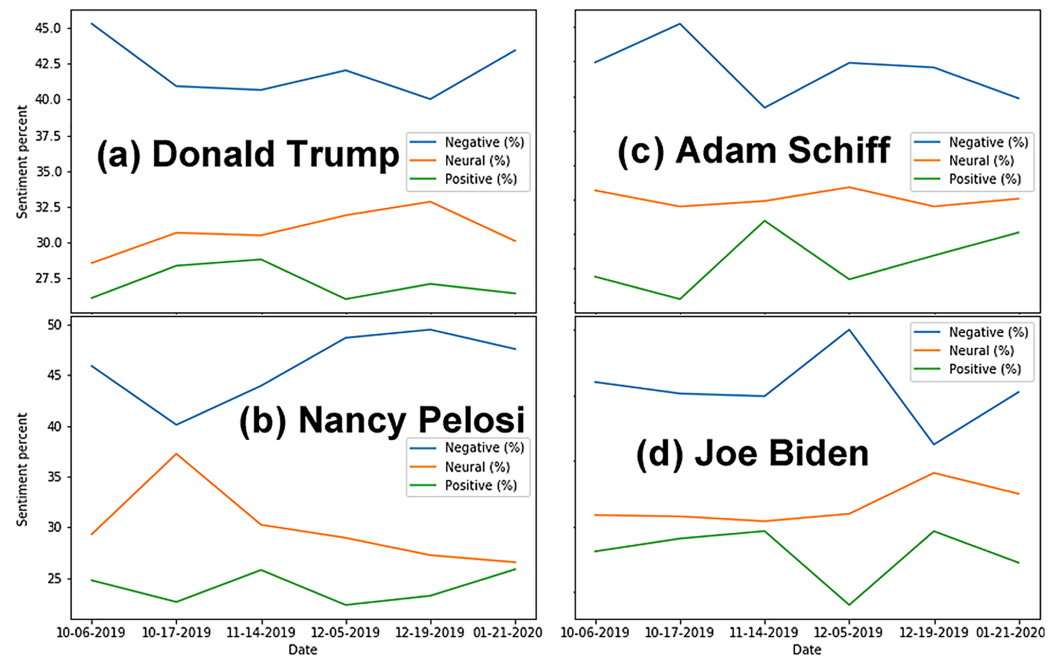 45.0
42.5
40.0
37.5
35.0
32.5
30.0
27.5
Sentiment percent
(a) Donald Trump
Negative (%)
Neural (%)
Positive (%)
(c) Adam Schiff
Negative (%)
Neural (%)
Positive (%)
50
45
40
35
30
25
Sentiment percent
(b) Nancy Pelosi
Negative (%)
Neural (%)
Positive (%)
10-06-2019 10-17-2019 11-14-2019 12-05-2019 12-19-2019 01-21-2020
Date
Negative (%)
Neural (%)
Positive (%)
(d) Joe Biden
10-06-2019 10-17-2019 11-14-2019 12-05-2019 12-19-2019 01-21-2020
Date